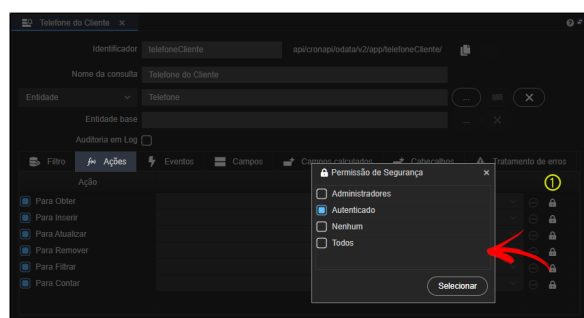 Telefone do Cliente ×
Identificador telefoneCliente api/cronapi/odata/v2/app/telefoneCliente/
Nome da consulta Telefone do Cliente
Entidade Telefone ...
Entidade base ...
Auditoria em Log
Filtro Ações Eventos Campos Campos calculados Cabeçalhos Tratamento de erros
Permissão de Segurança ×
Ação
1
Administradores
Autenticado
Nenhum
Todos
Para Obter
Para Inserir
Para Atualizar
Para Remover
Para Filtrar
Para Contar
Selecionar